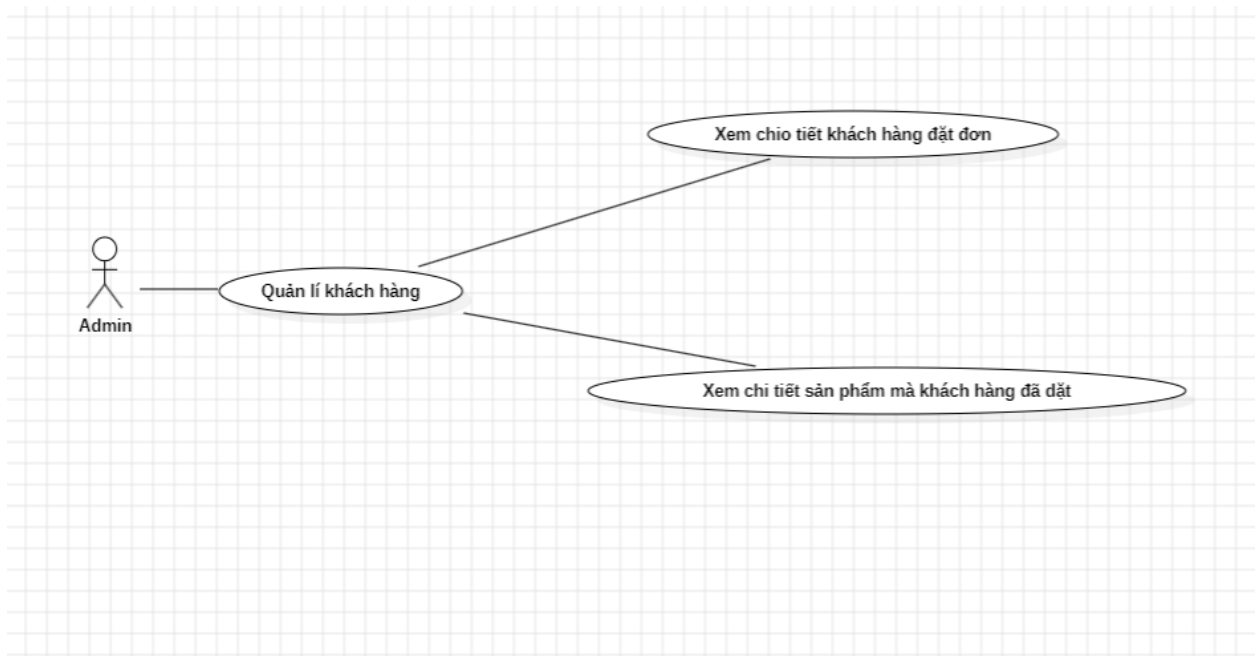 Xem chio tiết khách hàng đặt đơn
Quản lí khách hàng
Admin
Xem chi tiết sản phẩm mà khách hàng đã dặt